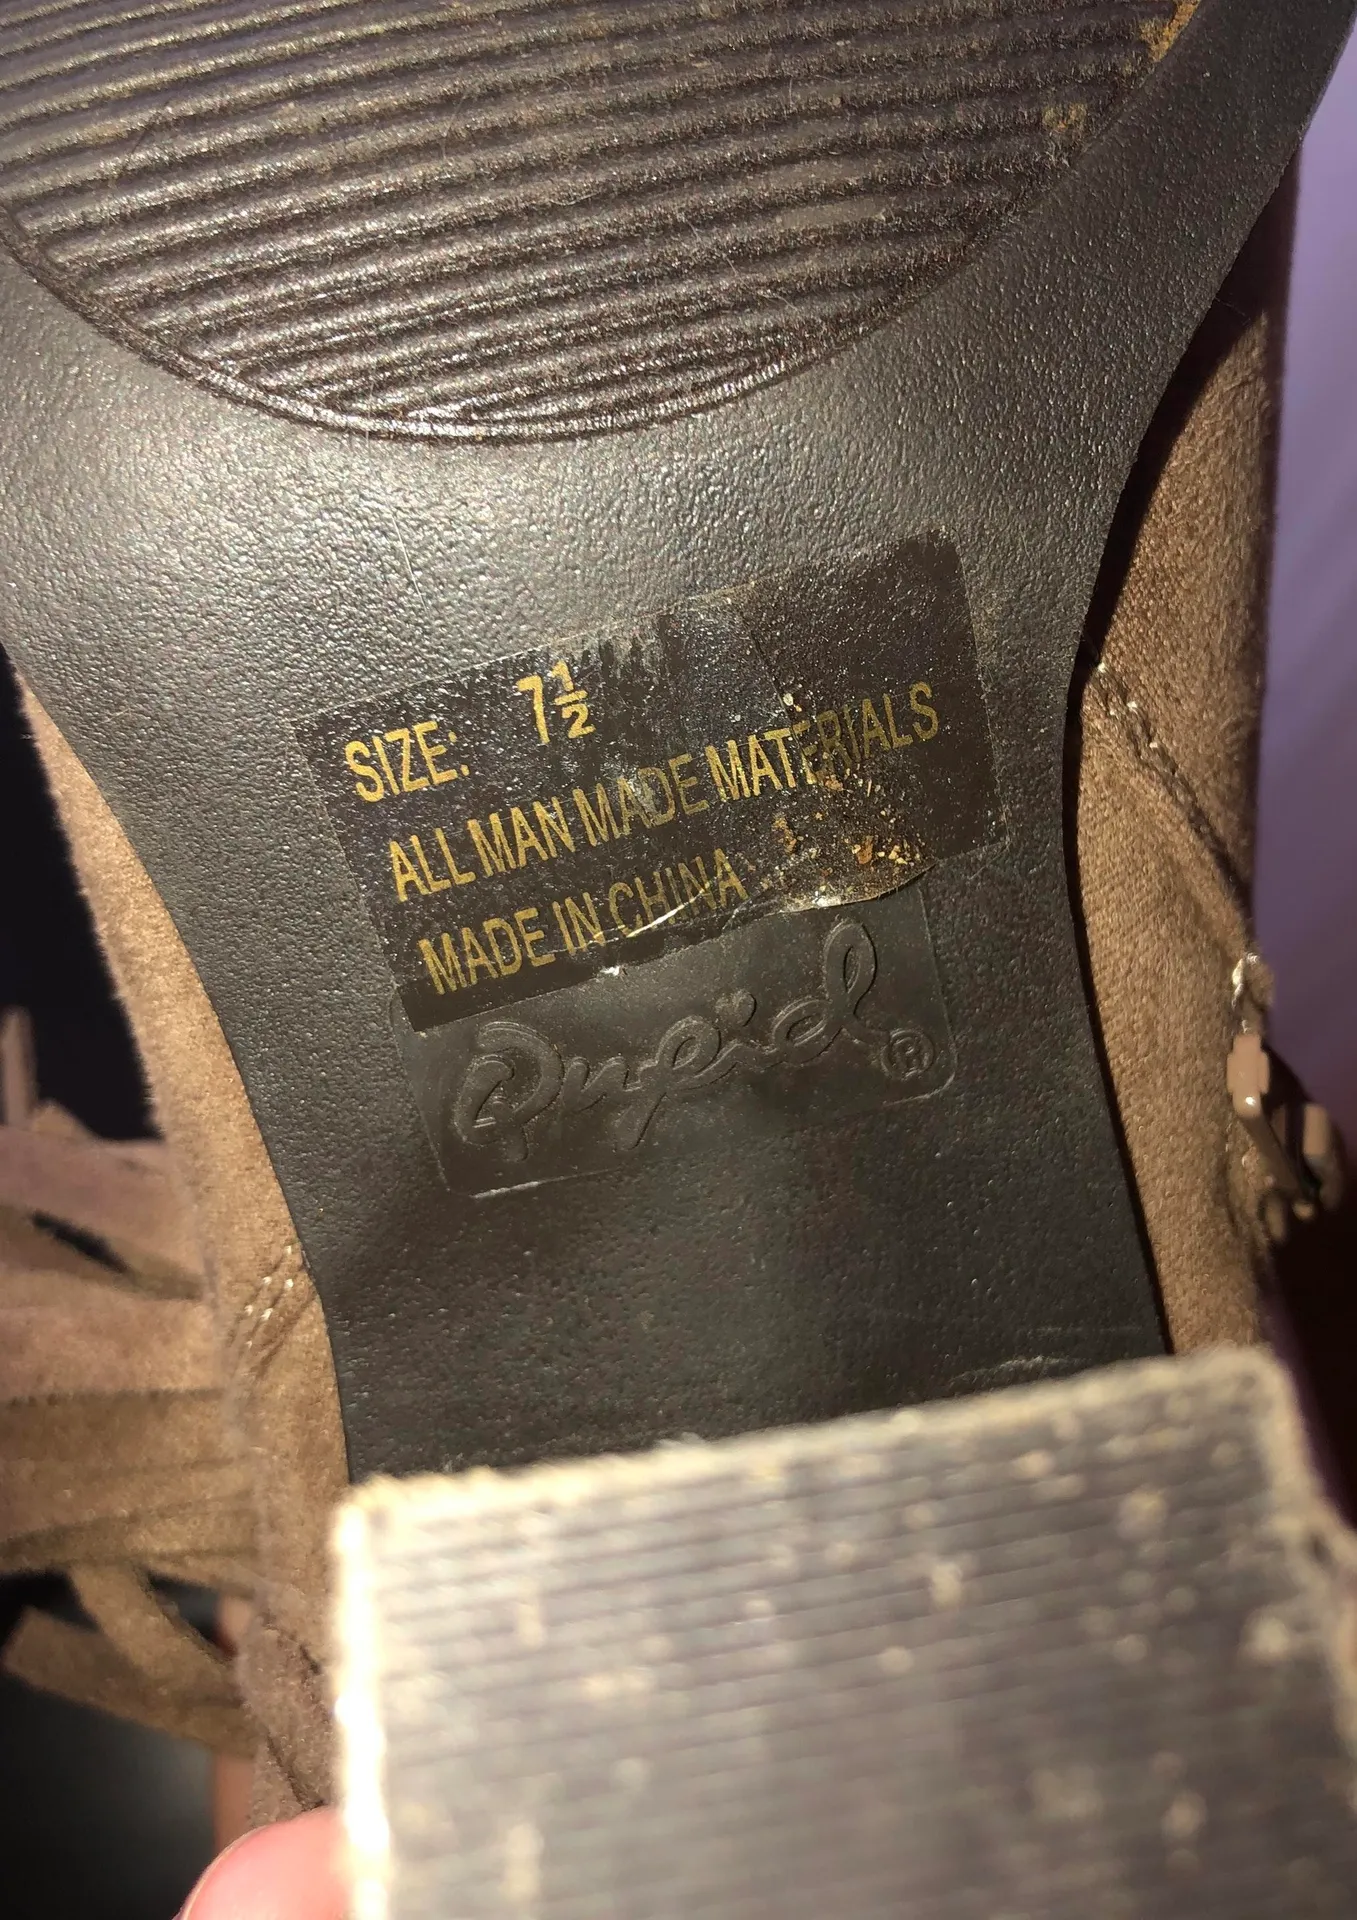 SIZE: 7½
ALL MAN MADE MATERIALS
MADE IN CHINA
Qupid ®